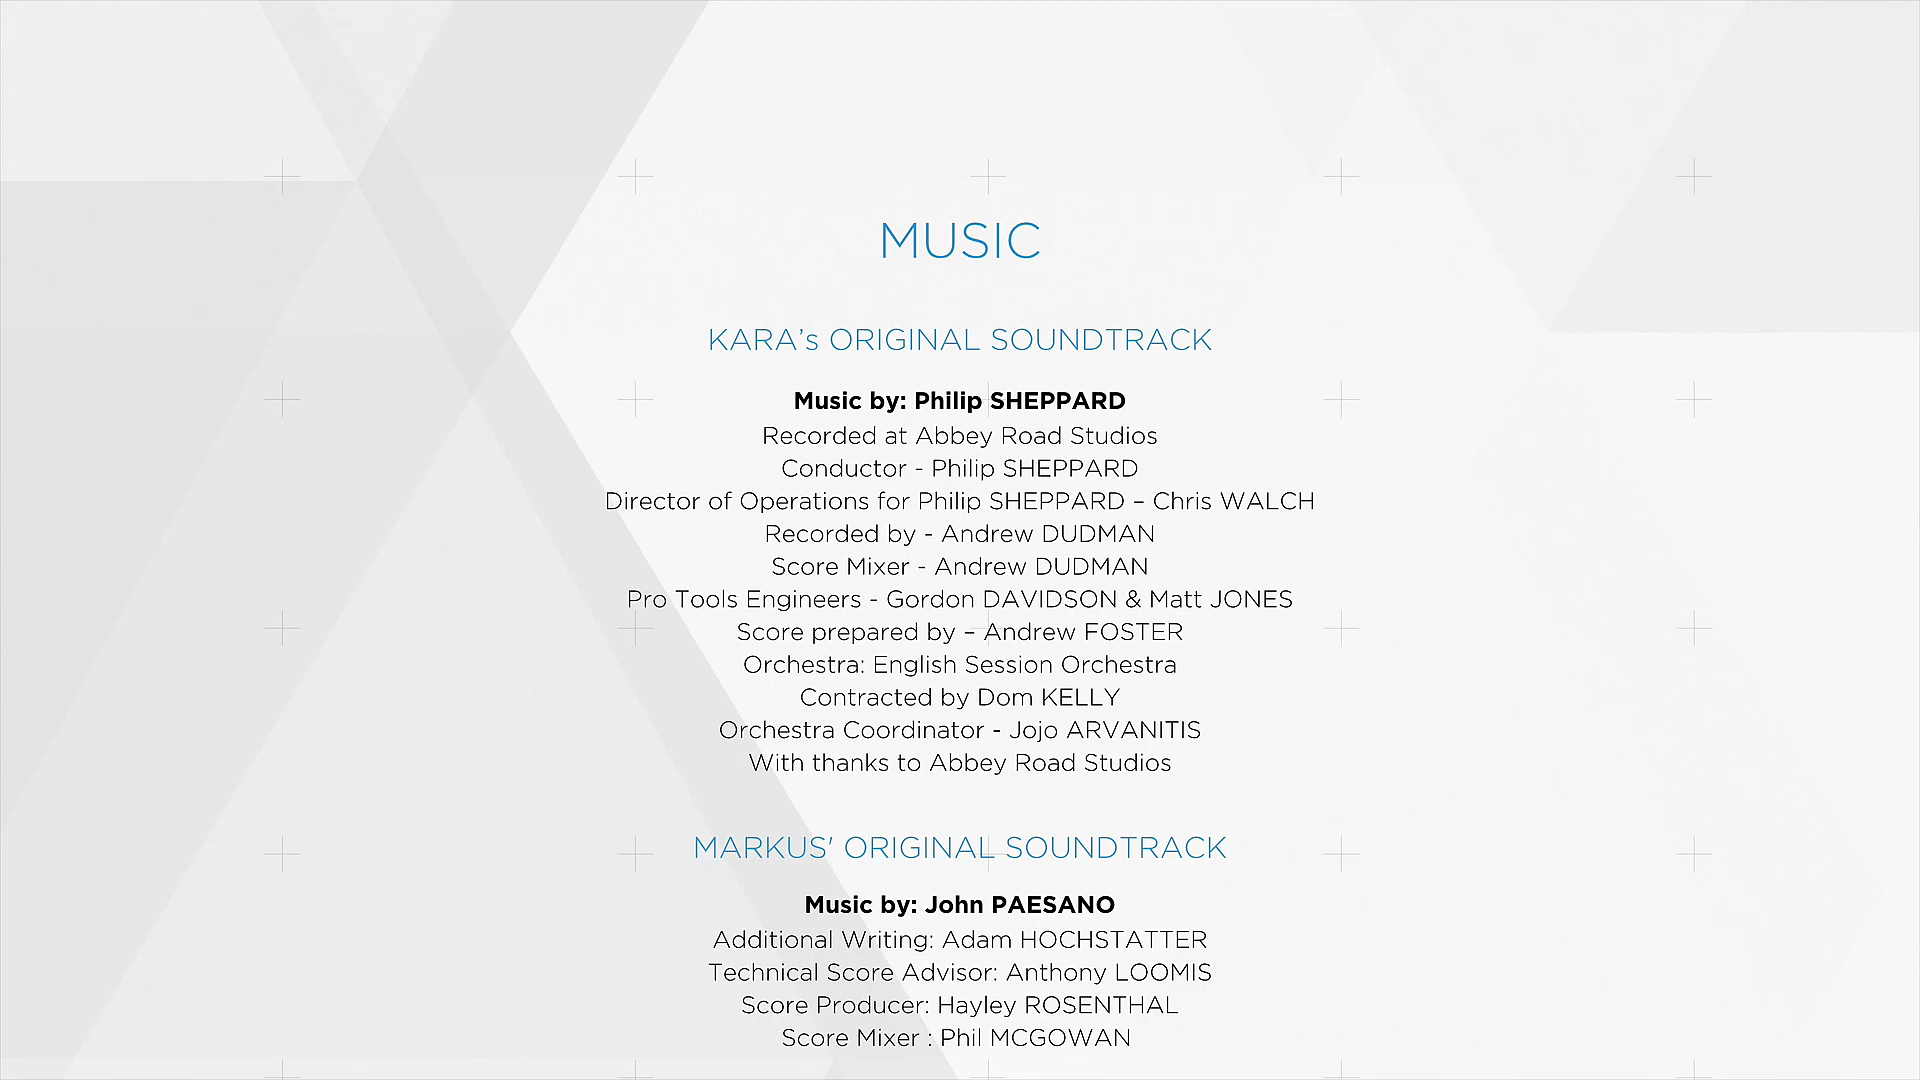 MUSIC
KARA’s ORIGINAL SOUNDTRACK
Music by: Philip SHEPPARD
Recorded at Abbey Road Studios
Conductor - Philip SHEPPARD
Director of Operations for Philip SHEPPARD – Chris WALCH
Recorded by - Andrew DUDMAN
Score Mixer - Andrew DUDMAN
Pro Tools Engineers - Gordon DAVIDSON & Matt JONES
Score prepared by – Andrew FOSTER
Orchestra: English Session Orchestra
Contracted by Dom KELLY
Orchestra Coordinator - Jojo ARVANITIS
With thanks to Abbey Road Studios
MARKUS' ORIGINAL SOUNDTRACK
Music by: John PAESANO
Additional Writing: Adam HOCHSTATTER
Technical Score Advisor: Anthony LOOMIS
Score Producer: Hayley ROSENTHAL
Score Mixer : Phil MCGOWAN